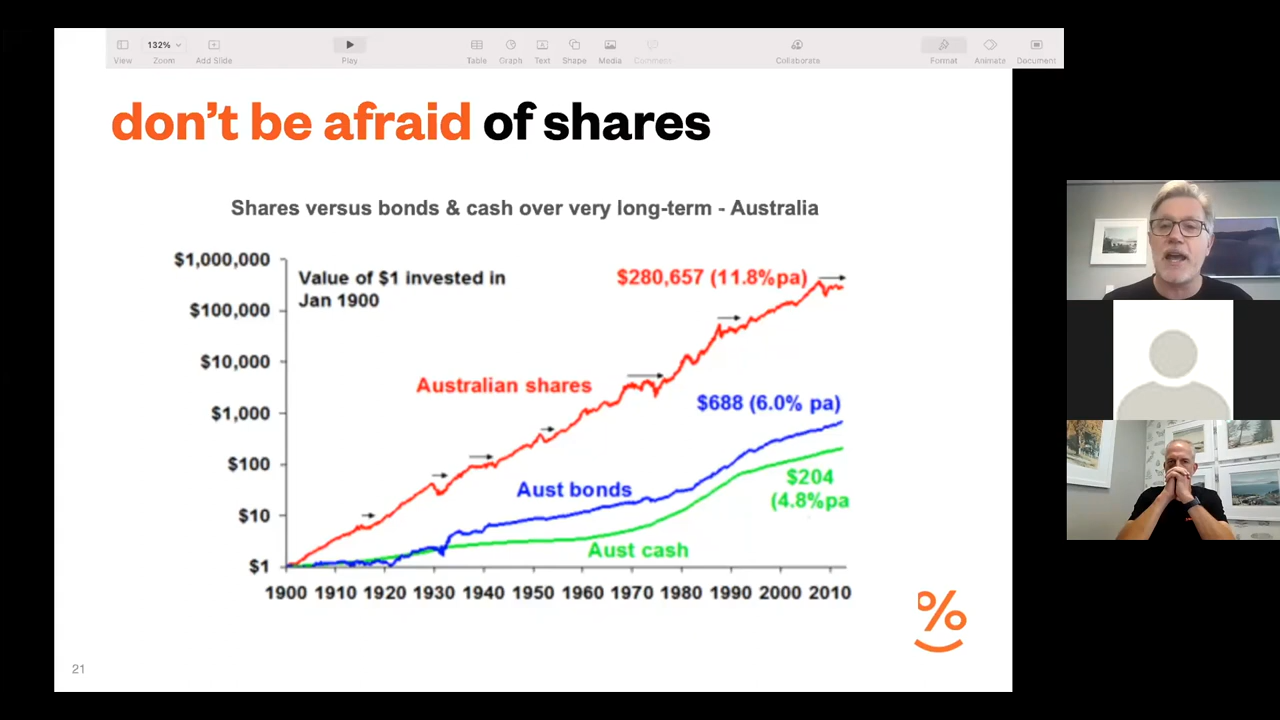 132%
View
Zoom
Add Slide
Play
Table
Graph
Text
Shape
Media
Comment
Collaborate
Format
Animate
Document
don't be afraid of shares
Shares versus bonds & cash over very long-term - Australia
$1,000,000
$100,000
$10,000
$1,000
$100
$10
$1
Value of $1 invested in
Jan 1900
$280,657 (11.8%pa)
Australian shares
$688 (6.0% pa)
Aust bonds
$204
(4.8%pa
Aust cash
1900 1910 1920 1930 1940 1950 1960 1970 1980 1990 2000 2010
%
21